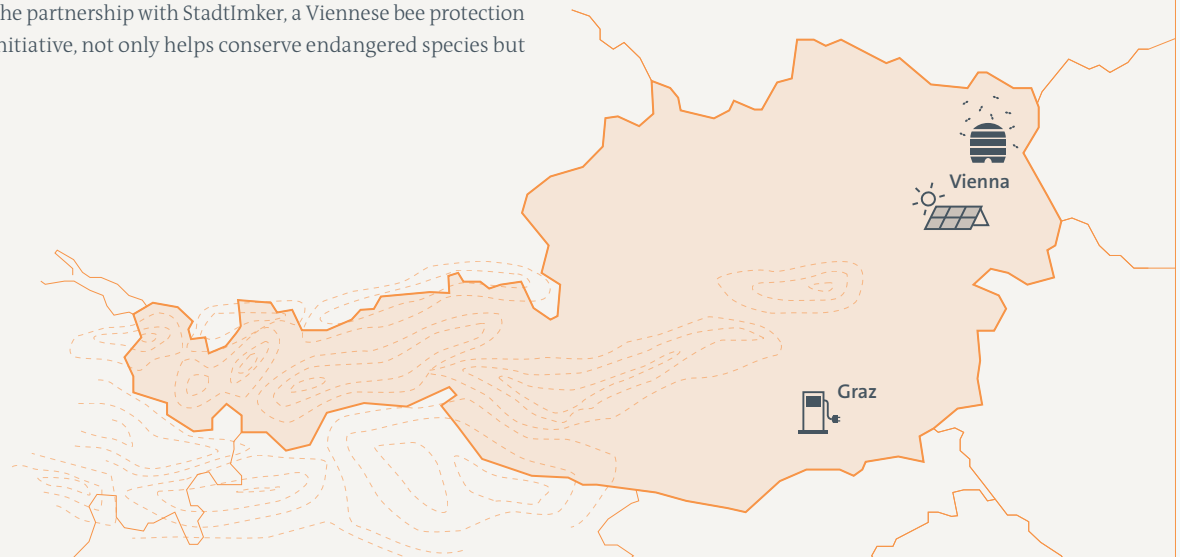 he partnership with StadtImker, a Viennese bee protection
nitiative, not only helps conserve endangered species but
Vienna
Graz